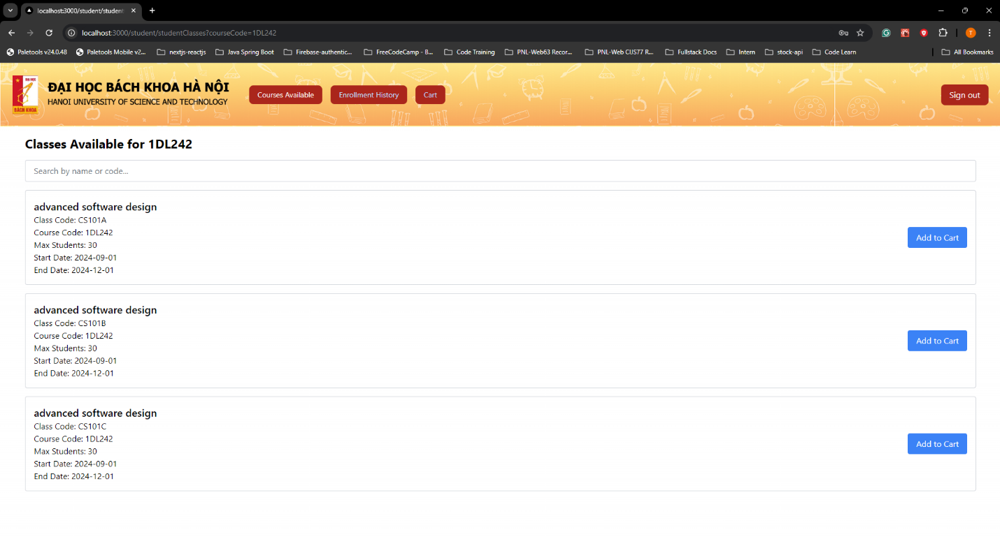 localhost:3000/student/student
localhost:3000/student/studentClasses?courseCode=1DL242
T
Paletools v24.0.48
Paletools Mobile v2...
nextjs-reactjs
Java Spring Boot
Firebase-authentic...
FreeCodeCamp - B...
Code Training
PNL-Web63 Recor...
PNL-Web CUS77 R...
Fullstack Docs
Intern
stock-api
Code Learn
All Bookmarks
ĐẠI HỌC
BÁCH KHOA
ĐẠI HỌC BÁCH KHOA HÀ NỘI
HANOI UNIVERSITY OF SCIENCE AND TECHNOLOGY
Courses Available
Enrollment History
Cart
Sign out
Classes Available for 1DL242
Search by name or code...
advanced software design
Class Code: CS101A
Course Code: 1DL242
Max Students: 30
Start Date: 2024-09-01
End Date: 2024-12-01
Add to Cart
advanced software design
Class Code: CS101B
Course Code: 1DL242
Max Students: 30
Start Date: 2024-09-01
End Date: 2024-12-01
Add to Cart
advanced software design
Class Code: CS101C
Course Code: 1DL242
Max Students: 30
Start Date: 2024-09-01
End Date: 2024-12-01
Add to Cart